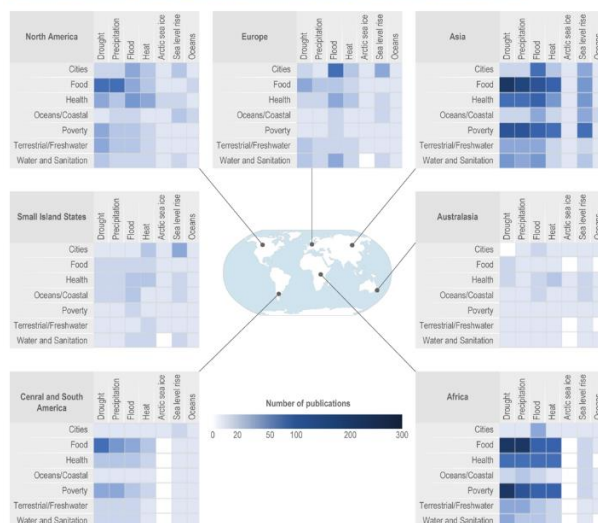 North America
Drought
Precipitation
Flood
Heat
Arctic sea ice
Sea level rise
Oceans
Cities
Food
Health
Oceans/Coastal
Poverty
Terrestrial/Freshwater
Water and Sanitation
Europe
Drought
Precipitation
Flood
Heat
Arctic sea ice
Sea level rise
Oceans
Cities
Food
Health
Oceans/Coastal
Poverty
Terrestrial/Freshwater
Water and Sanitation
Asia
Drought
Precipitation
Flood
Heat
Arctic sea ice
Sea level rise
Oceans
Cities
Food
Health
Oceans/Coastal
Poverty
Terrestrial/Freshwater
Water and Sanitation
Small Island States
Drought
Precipitation
Flood
Heat
Arctic sea ice
Sea level rise
Oceans
Cities
Food
Health
Oceans/Coastal
Poverty
Terrestrial/Freshwater
Water and Sanitation
Australasia
Drought
Precipitation
Flood
Heat
Arctic sea ice
Sea level rise
Cities
Food
Health
Oceans/Coastal
Poverty
Terrestrial/Freshwater
Water and Sanitation
Cenral and South
America
Drought
Precipitation
Flood
Heat
Arctic sea ice
Sea level rise
Oceans
Cities
Food
Health
Oceans/Coastal
Poverty
Terrestrial/Freshwater
Water and Sanitation
Number of publications
0 20 50 100 200 300
Africa
Drought
Precipitation
Flood
Heat
Arctic sea ice
Sea level rise
Cities
Food
Health
Oceans/Coastal
Poverty
Terrestrial/Freshwater
Water and Sanitation